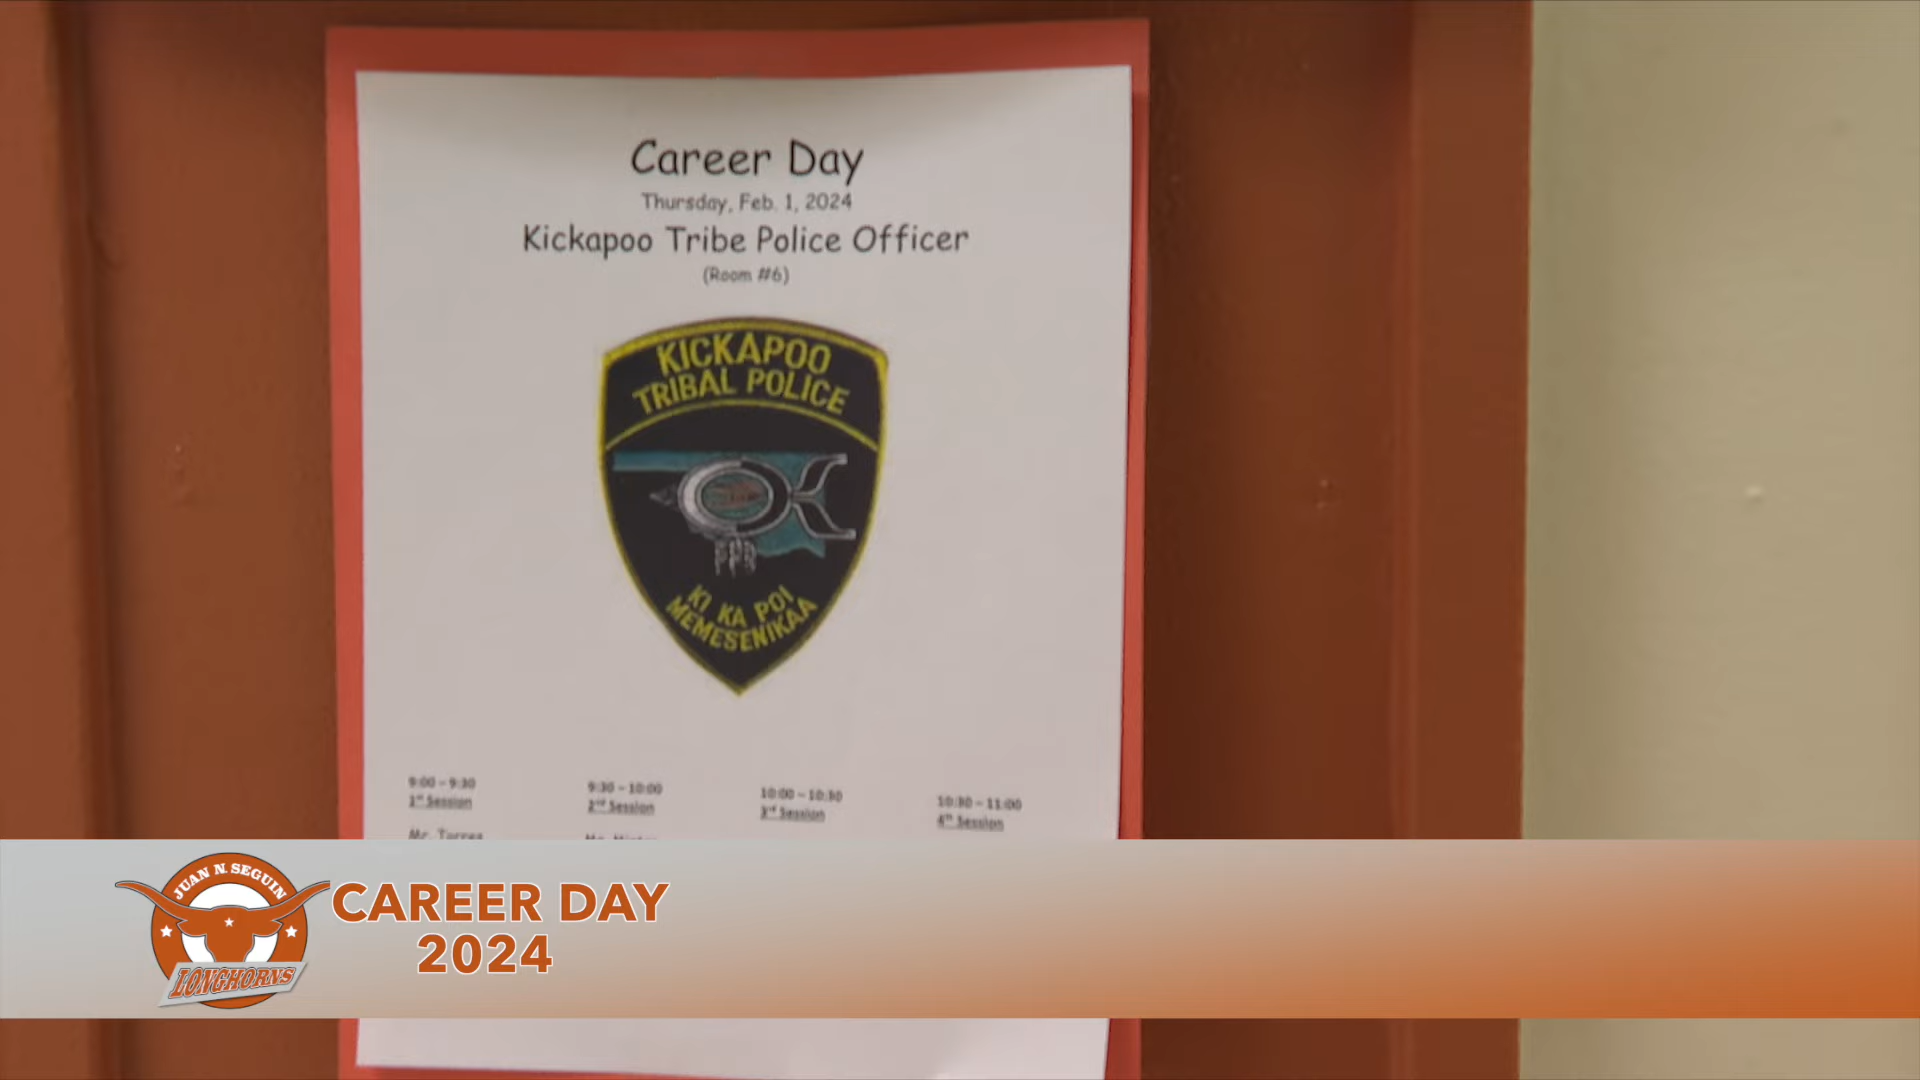 Career Day
Thursday, Feb. 1, 2024
Kickapoo Tribe Police Officer
(Room #6)
KICKAPOO
TRIBAL POLICE
KI KA POI
MEMESENIKAA
9:00 – 9:30
1st Session
Mr. Torres
9:30 – 10:00
2nd Session
10:00 – 10:30
3rd Session
10:30 – 11:00
4th Session
JUAN N. SEGUIN
LONGHORNS
CAREER DAY
2024